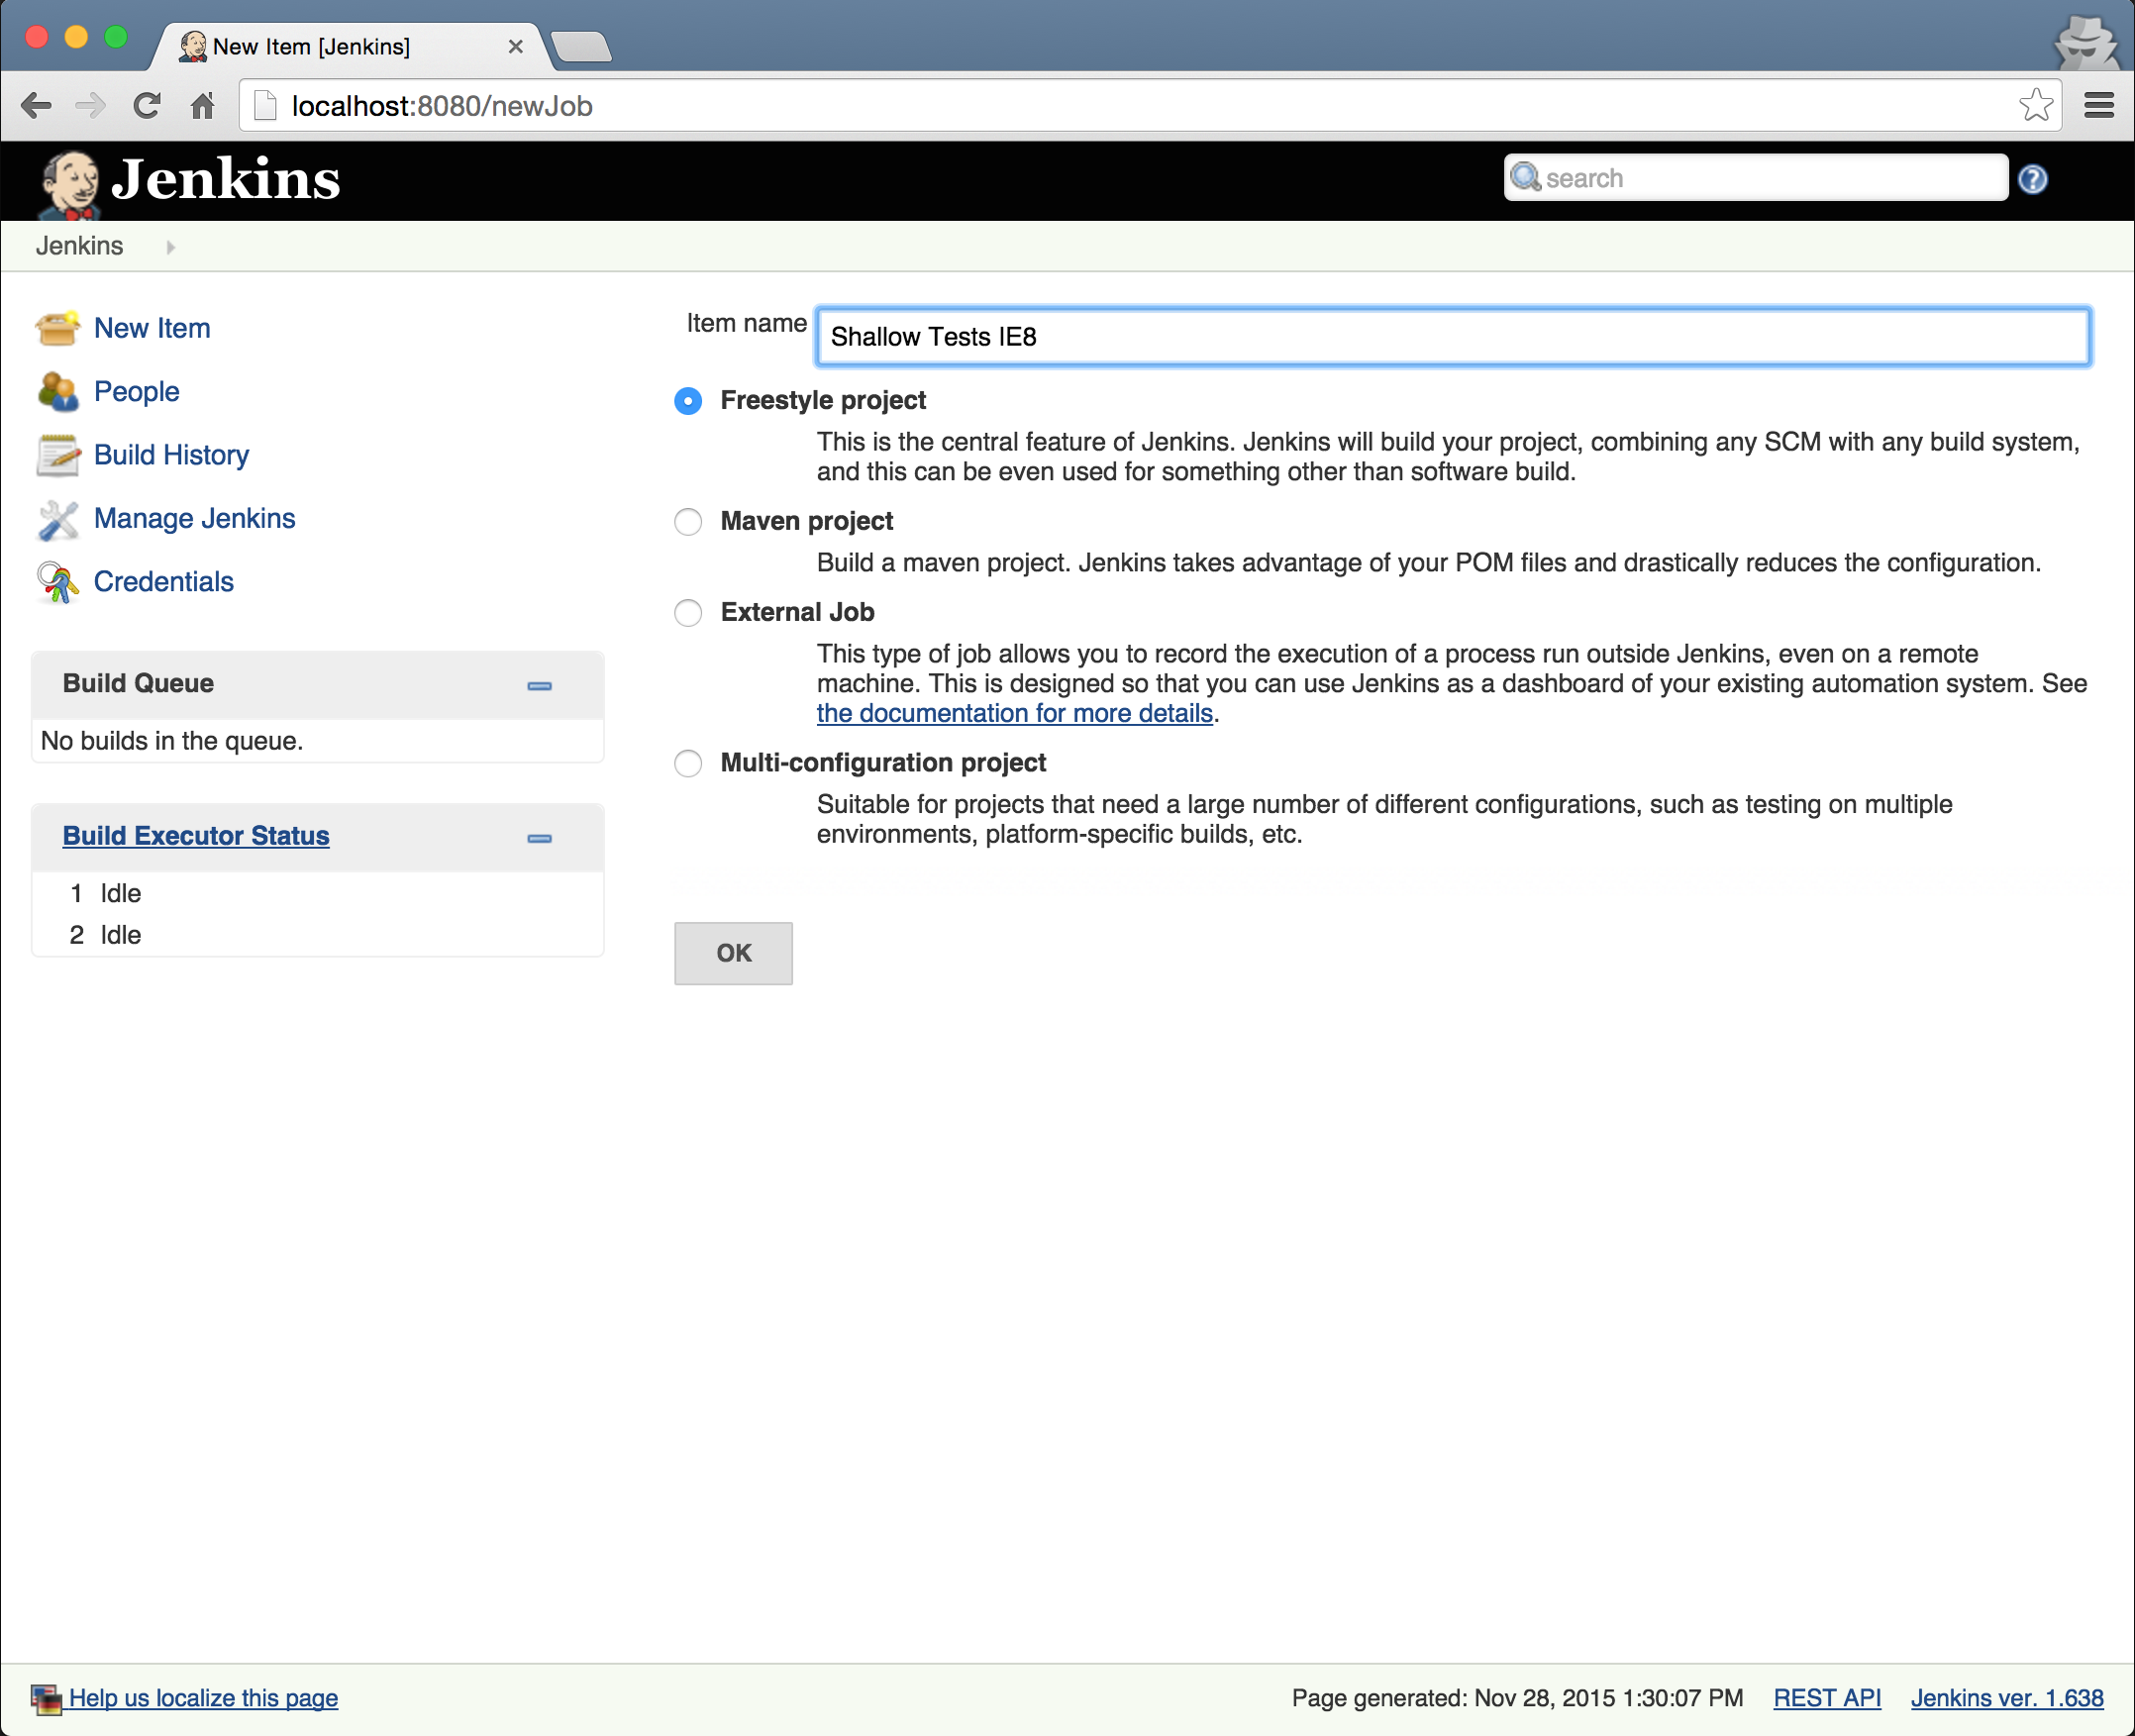 New Item [Jenkins]
localhost:8080/newJob
Jenkins
search
Jenkins
New Item
People
Build History
Manage Jenkins
Credentials
Build Queue
No builds in the queue.
Build Executor Status
1 Idle
2 Idle
Item name Shallow Tests IE8
Freestyle project
This is the central feature of Jenkins. Jenkins will build your project, combining any SCM with any build system,
and this can be even used for something other than software build.
Maven project
Build a maven project. Jenkins takes advantage of your POM files and drastically reduces the configuration.
External Job
This type of job allows you to record the execution of a process run outside Jenkins, even on a remote
machine. This is designed so that you can use Jenkins as a dashboard of your existing automation system. See
the documentation for more details.
Multi-configuration project
Suitable for projects that need a large number of different configurations, such as testing on multiple
environments, platform-specific builds, etc.
OK
Help us localize this page
Page generated: Nov 28, 2015 1:30:07 PM REST API Jenkins ver. 1.638